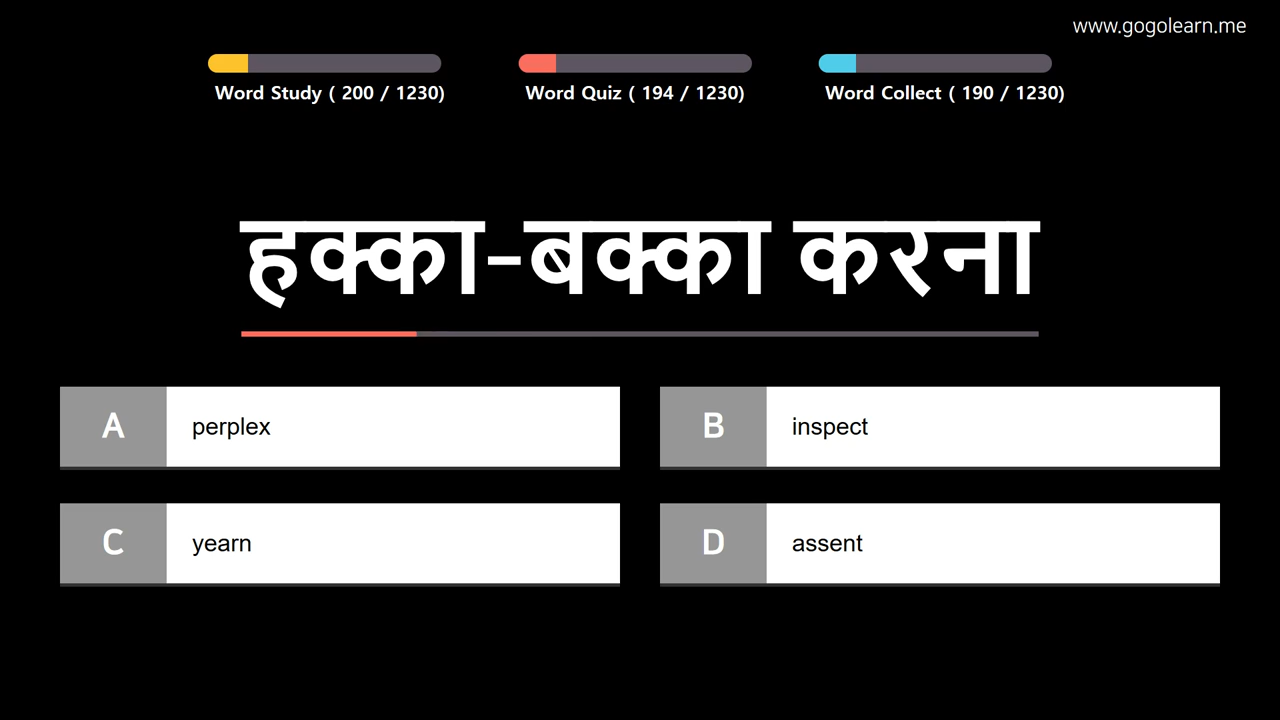 www.gogolearn.me
Word Study ( 200 / 1230)
Word Quiz ( 194 / 1230)
Word Collect ( 190 / 1230)
हक्का-बक्का करना
A perplex
B inspect
C yearn
D assent